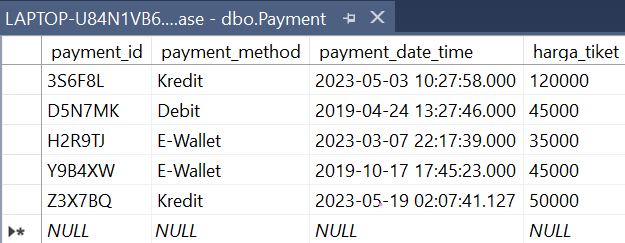 LAPTOP-U84N1VB6....ase - dbo.Payment
payment_id payment_method payment_date_time harga_tiket
3S6F8L Kredit 2023-05-03 10:27:58.000 120000
D5N7MK Debit 2019-04-24 13:27:46.000 45000
H2R9TJ E-Wallet 2023-03-07 22:17:39.000 35000
Y9B4XW E-Wallet 2019-10-17 17:45:23.000 45000
Z3X7BQ Kredit 2023-05-19 02:07:41.127 50000
NULL NULL NULL NULL